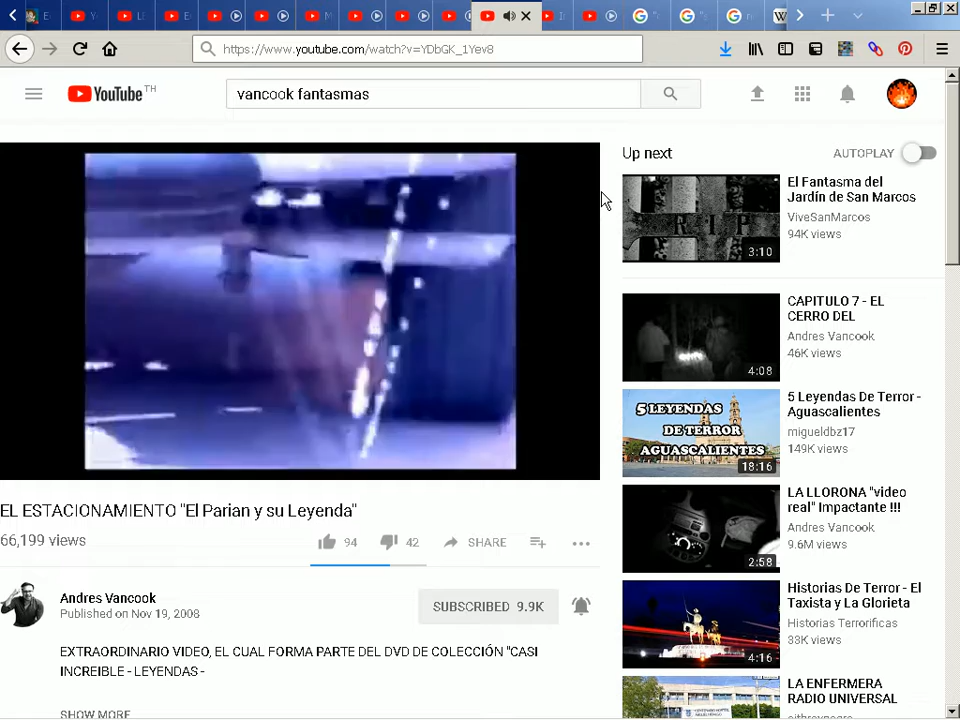 https://www.youtube.com/watch?v=YDbGK_1Yev8
YouTube TH
vancook fantasmas
Up next
AUTOPLAY
RIP
3:10
El Fantasma del
Jardín de San Marcos
ViveSanMarcos
94K views
4:08
CAPITULO 7 - EL
CERRO DEL
Andres Vancook
46K views
5 LEYENDAS
DE TERROR
AGUASCALIENTES
18:16
5 Leyendas De Terror -
Aguascalientes
migueldbz17
149K views
2:58
LA LLORONA "video
real" Impactante !!!
Andres Vancook
9.6M views
4:16
Historias De Terror - El
Taxista y La Glorieta
Historias Terrorificas
33K views
LA ENFERMERA
RADIO UNIVERSAL
EL ESTACIONAMIENTO "El Parian y su Leyenda"
66,199 views
94
42
SHARE
Andres Vancook
Published on Nov 19, 2008
SUBSCRIBED 9.9K
EXTRAORDINARIO VIDEO, EL CUAL FORMA PARTE DEL DVD DE COLECCIÓN "CASI
INCREIBLE - LEYENDAS -
SHOW MORE